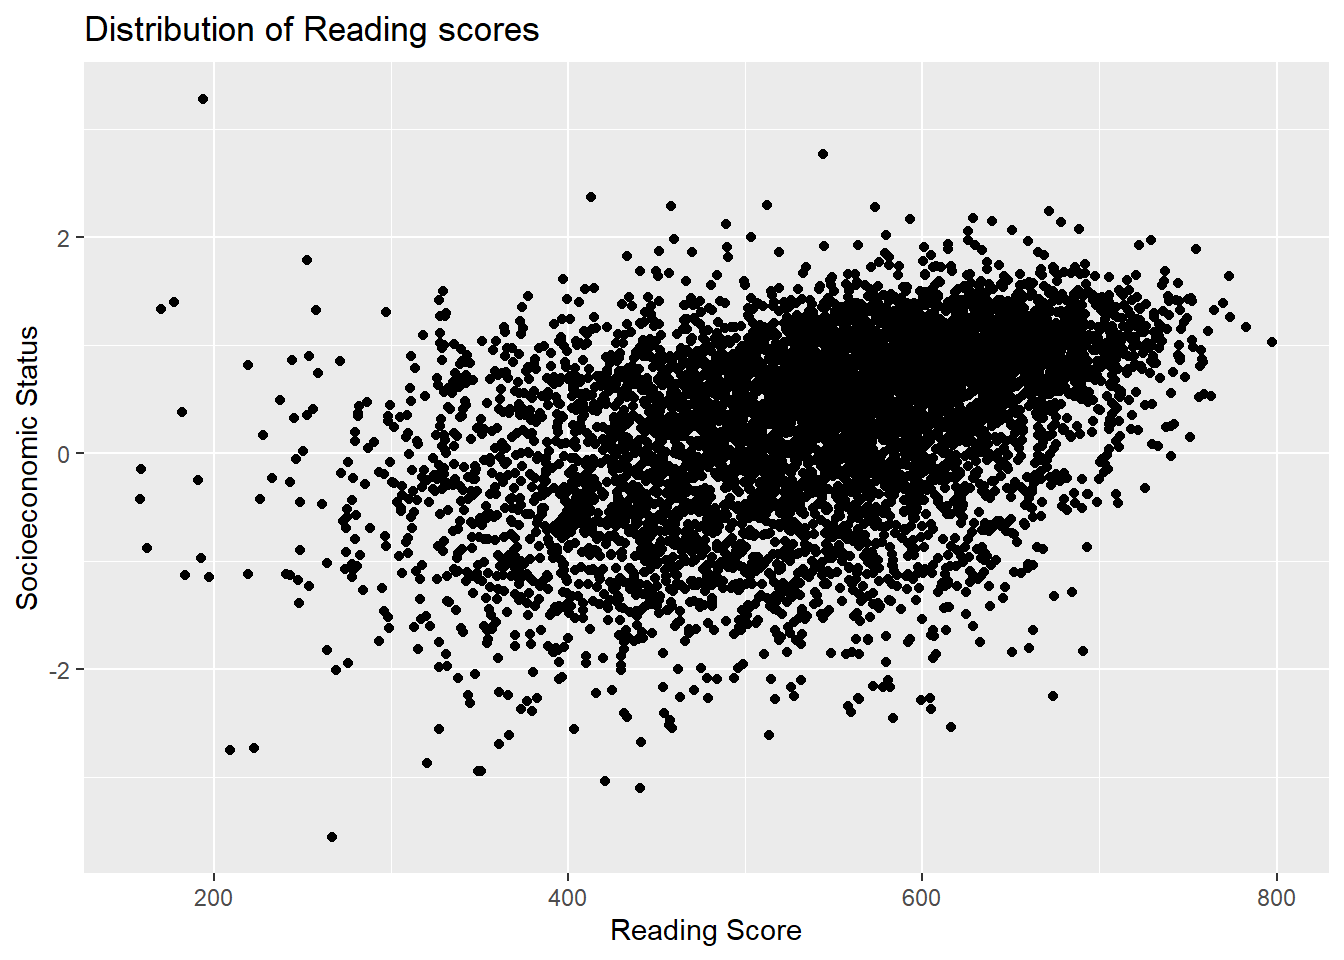 Distribution of Reading scores
Socioeconomic Status
2
0
-2
200 400 600 800
Reading Score